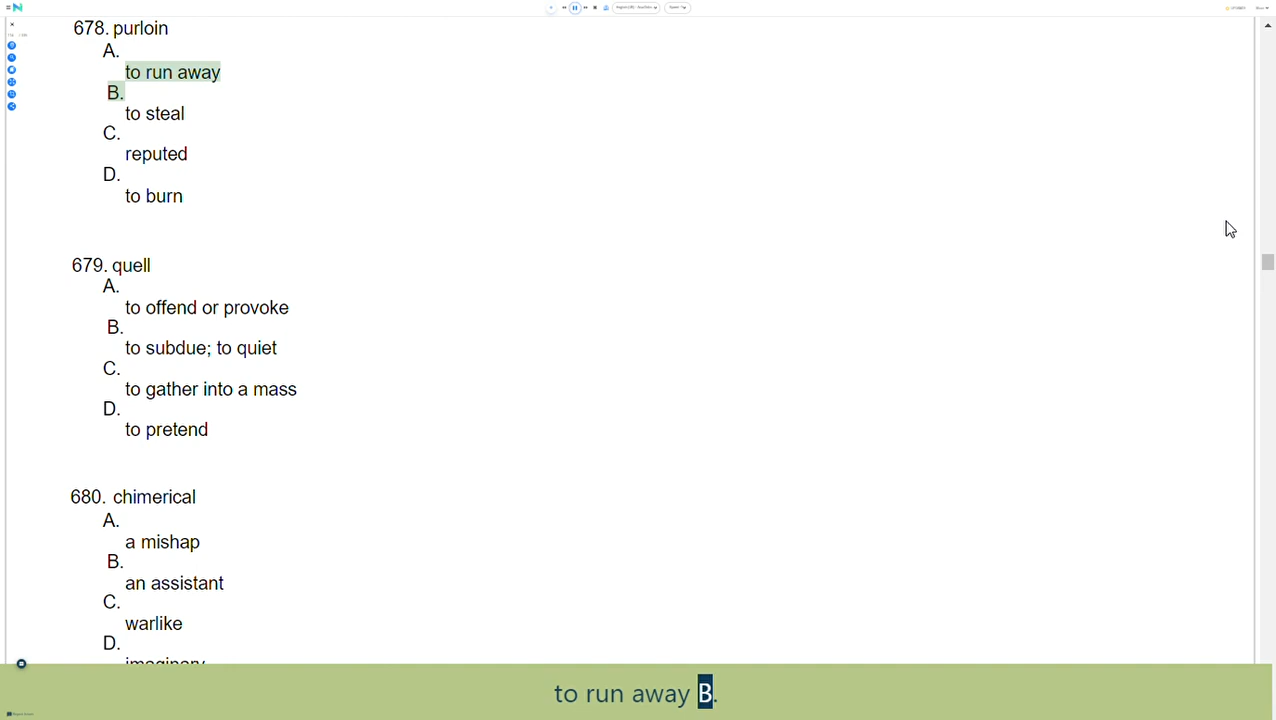 678. purloin
A.
to run away
B.
to steal
C.
reputed
D.
to burn
679. quell
A.
to offend or provoke
B.
to subdue; to quiet
C.
to gather into a mass
D.
to pretend
680. chimerical
A.
a mishap
B.
an assistant
C.
warlike
D.
imaginary
to run away B.